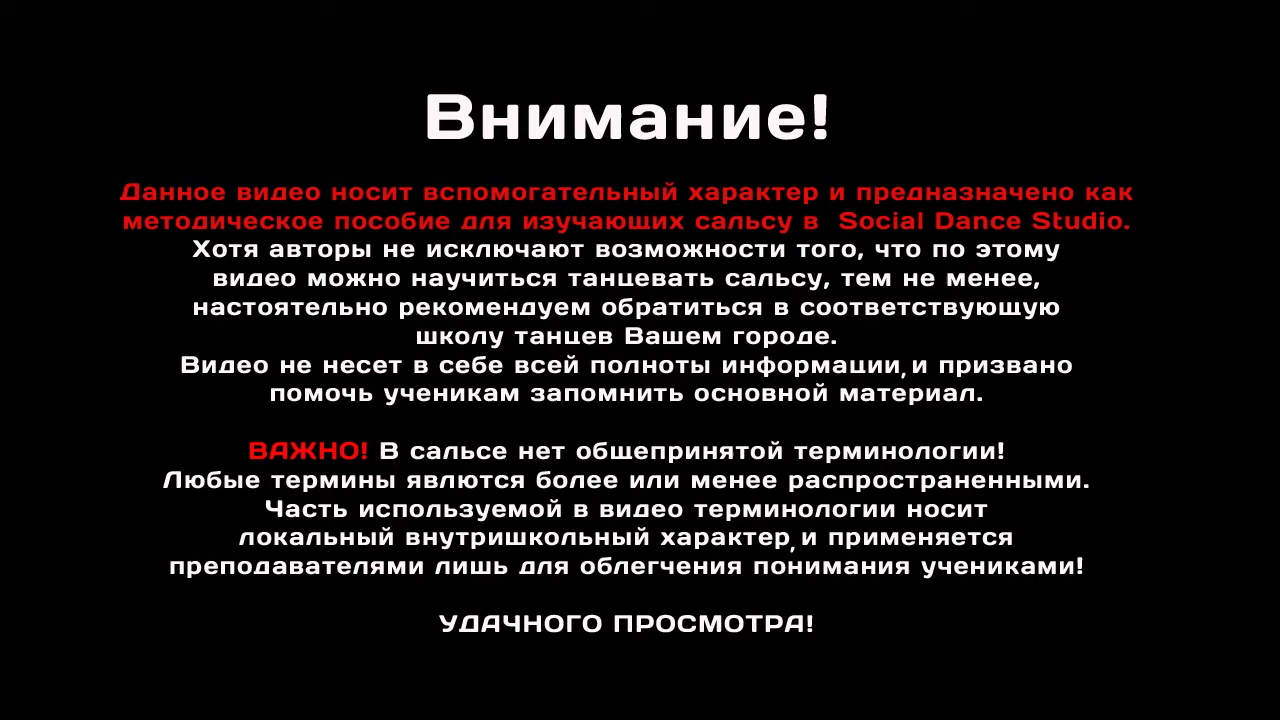 Внимание!
Данное видео носит вспомогательный характер и предназначено как
методическое пособие для изучающих сальсу в Social Dance Studio.
Хотя авторы не исключают возможности того, что по этому
видео можно научиться танцевать сальсу, тем не менее,
настоятельно рекомендуем обратиться в соответствующую
школу танцев Вашем городе.
Видео не несет в себе всей полноты информации, и призвано
помочь ученикам запомнить основной материал.
ВАЖНО! В сальсе нет общепринятой терминологии!
Любые термины явлются более или менее распространенными.
Часть используемой в видео терминологии носит
локальный внутришкольный характер, и применяется
преподавателями лишь для облегчения понимания учениками!
УДАЧНОГО ПРОСМОТРА!